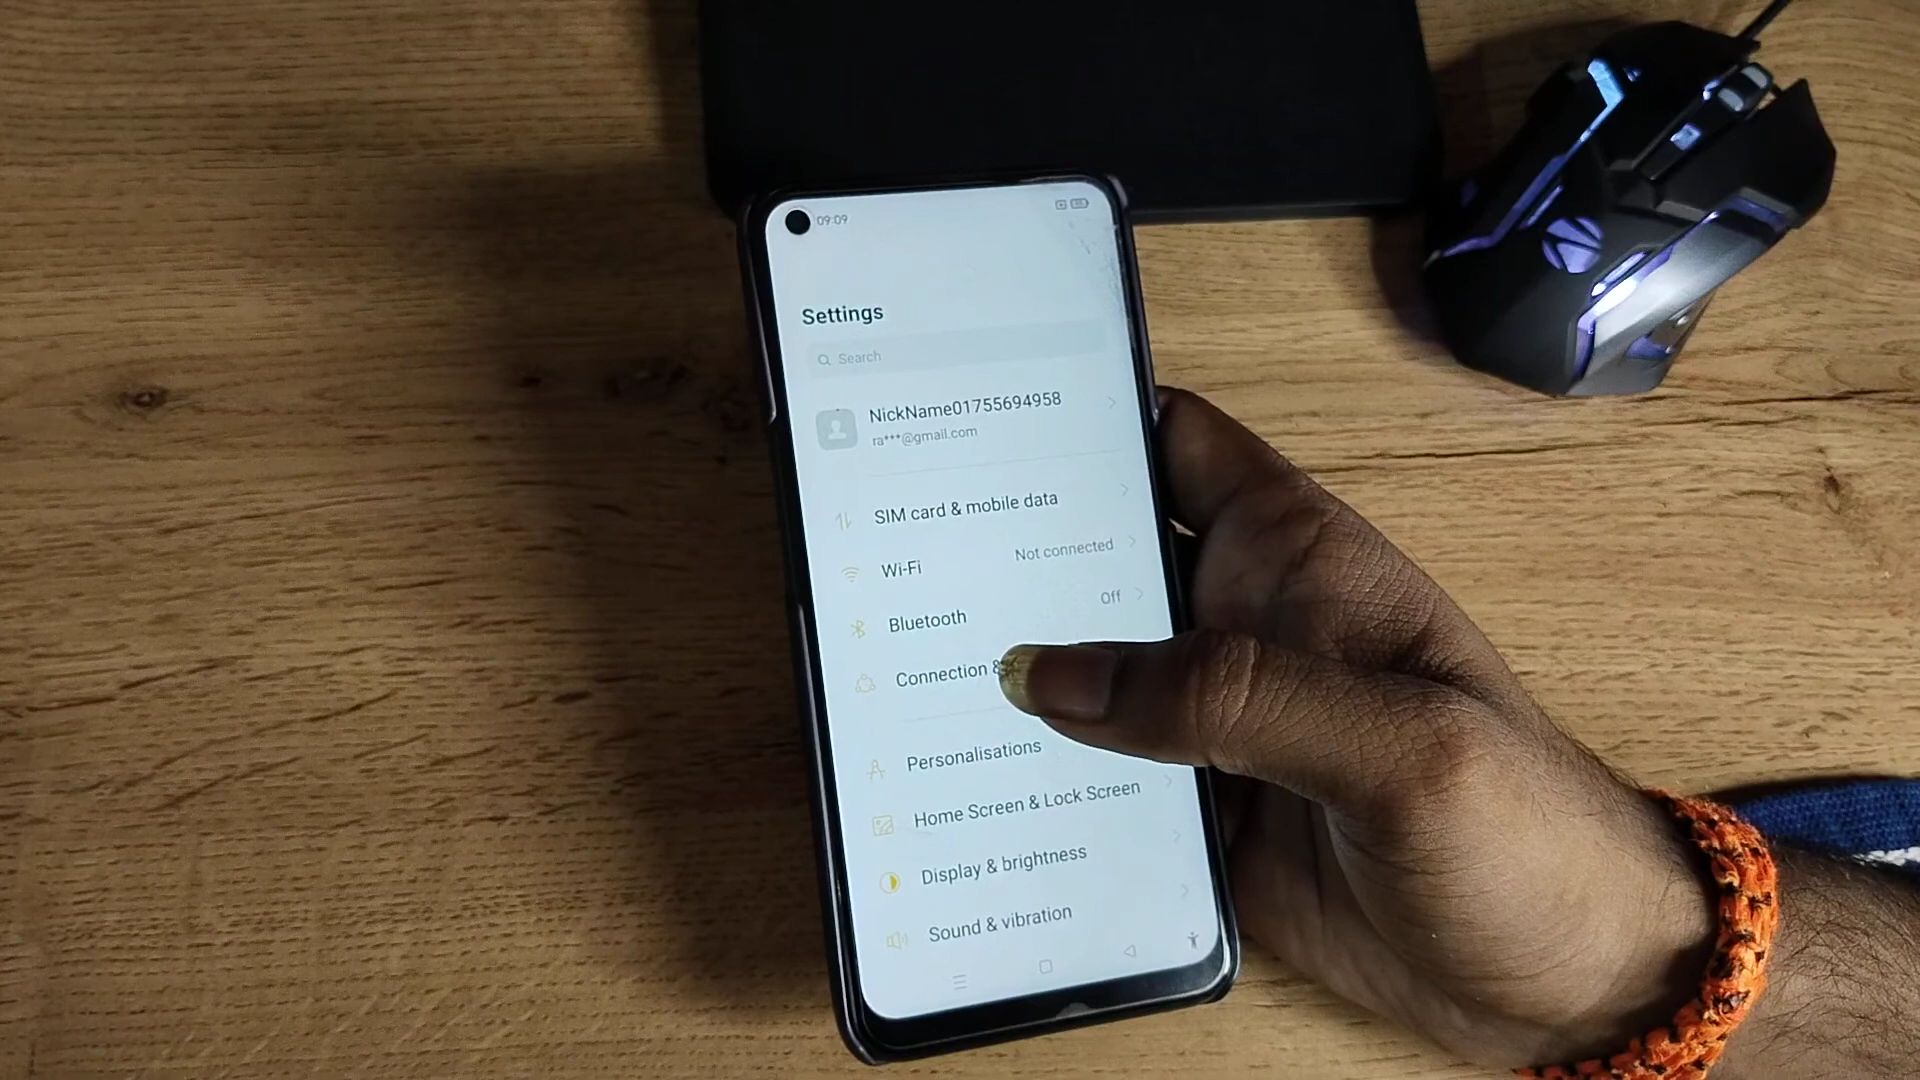 09:09
Settings
Search
NickName01755694958
ra***@gmail.com
SIM card & mobile data
Wi-Fi Not connected
Bluetooth Off
Connection &
Personalisations
Home Screen & Lock Screen
Display & brightness
Sound & vibration